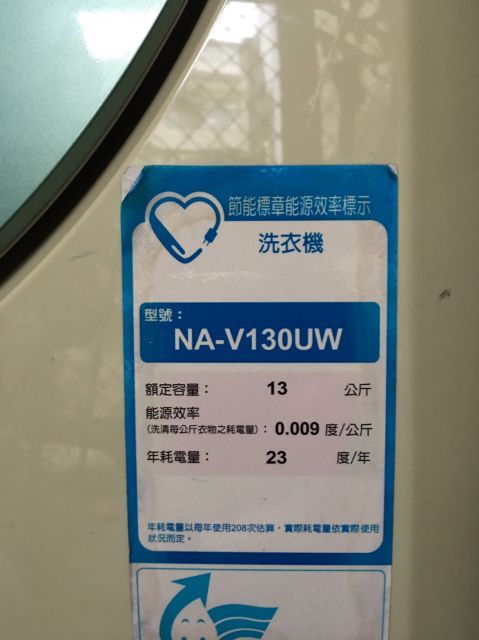 節能標章能源效率標示
洗衣機
型號：
NA-V130UW
額定容量： 13 公斤
能源效率
(洗清每公斤衣物之耗電量)： 0.009 度/公斤
年耗電量： 23 度/年
年耗電量以每年使用208次估算，實際耗電量依實際使用
狀況而定。